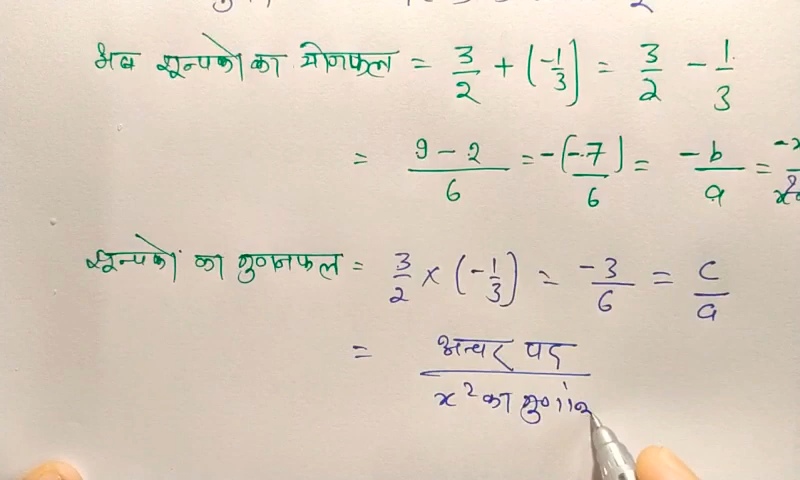 अब शून्यको का योगफल = 3/2 + (-1/3) = 3/2 - 1/3
= 9 - 2/6 = -(-7)/6 = -b/a =
शून्यकों का गुणनफल = 3/2 × (-1/3) = -3/6 = c/a
= अचर पद/x² का गुणांक